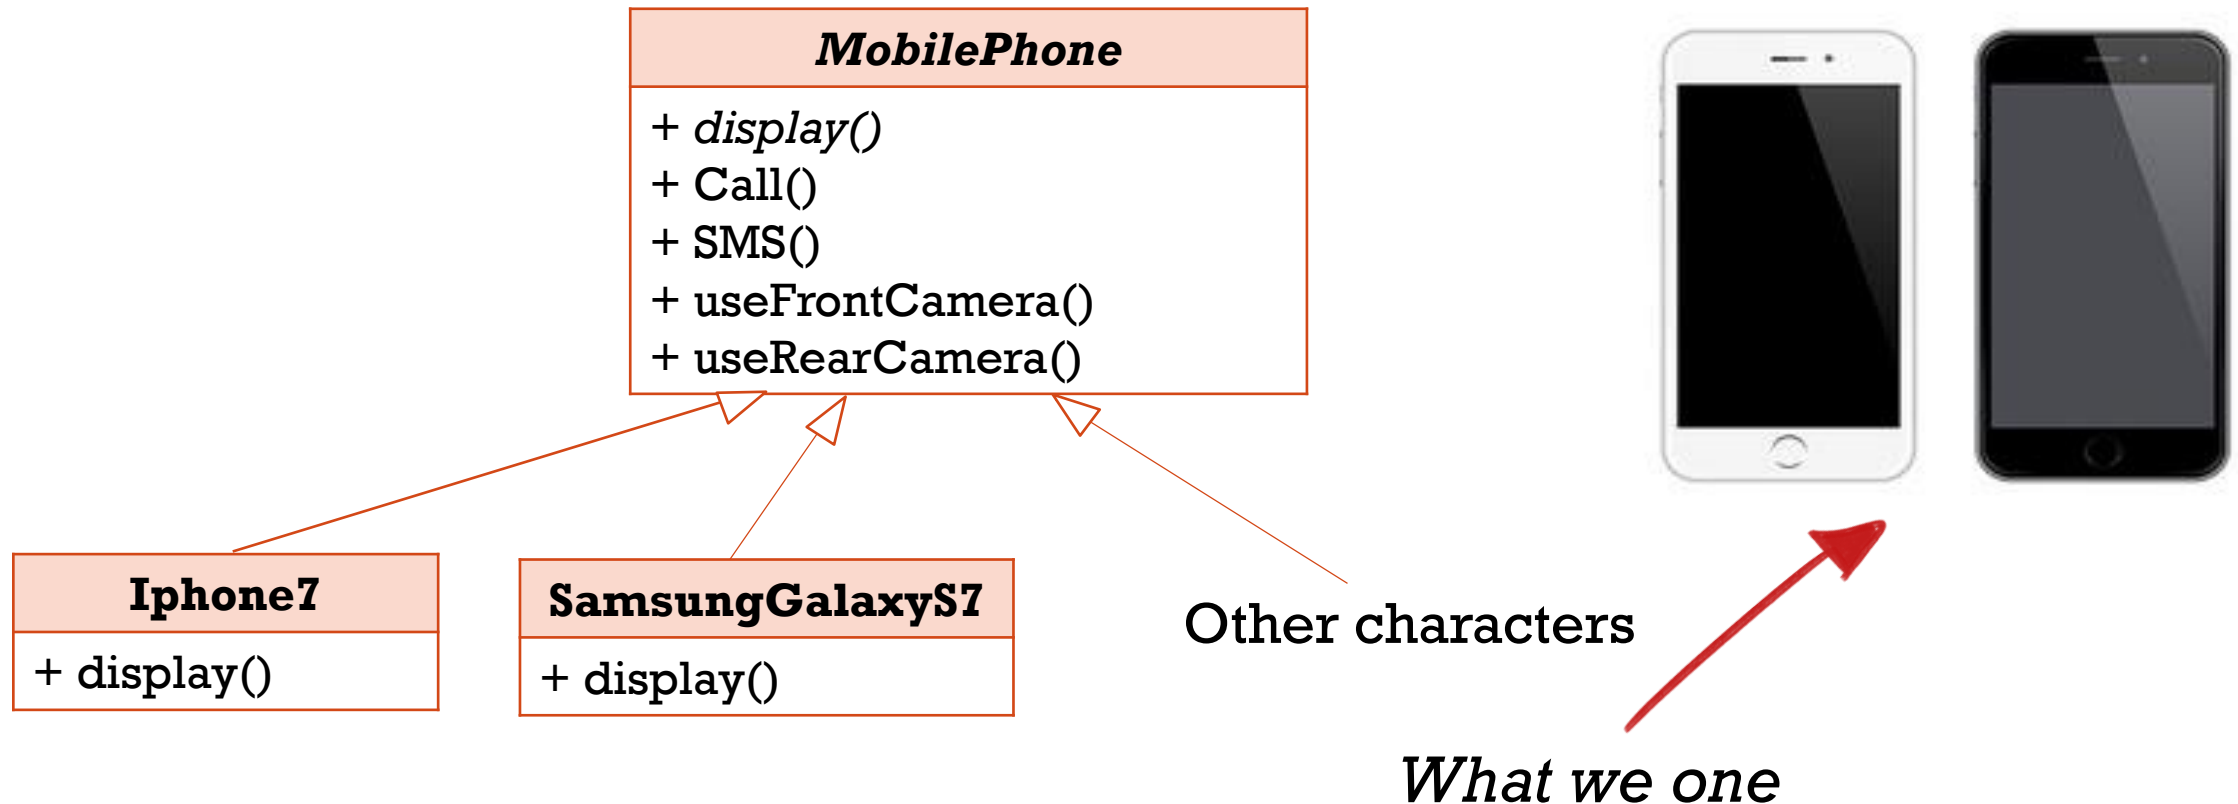 MobilePhone
+ display()
+ Call()
+ SMS()
+ useFrontCamera()
+ useRearCamera()
Iphone7
+ display()
SamsungGalaxyS7
+ display()
Other characters
What we one